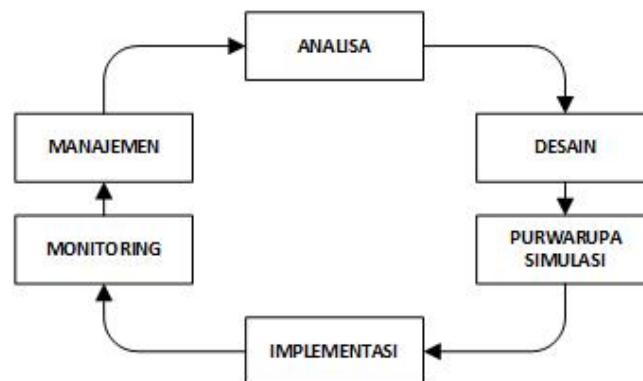 ANALISA
MANAJEMEN
DESAIN
MONITORING
PURWARUPA
SIMULASI
IMPLEMENTASI